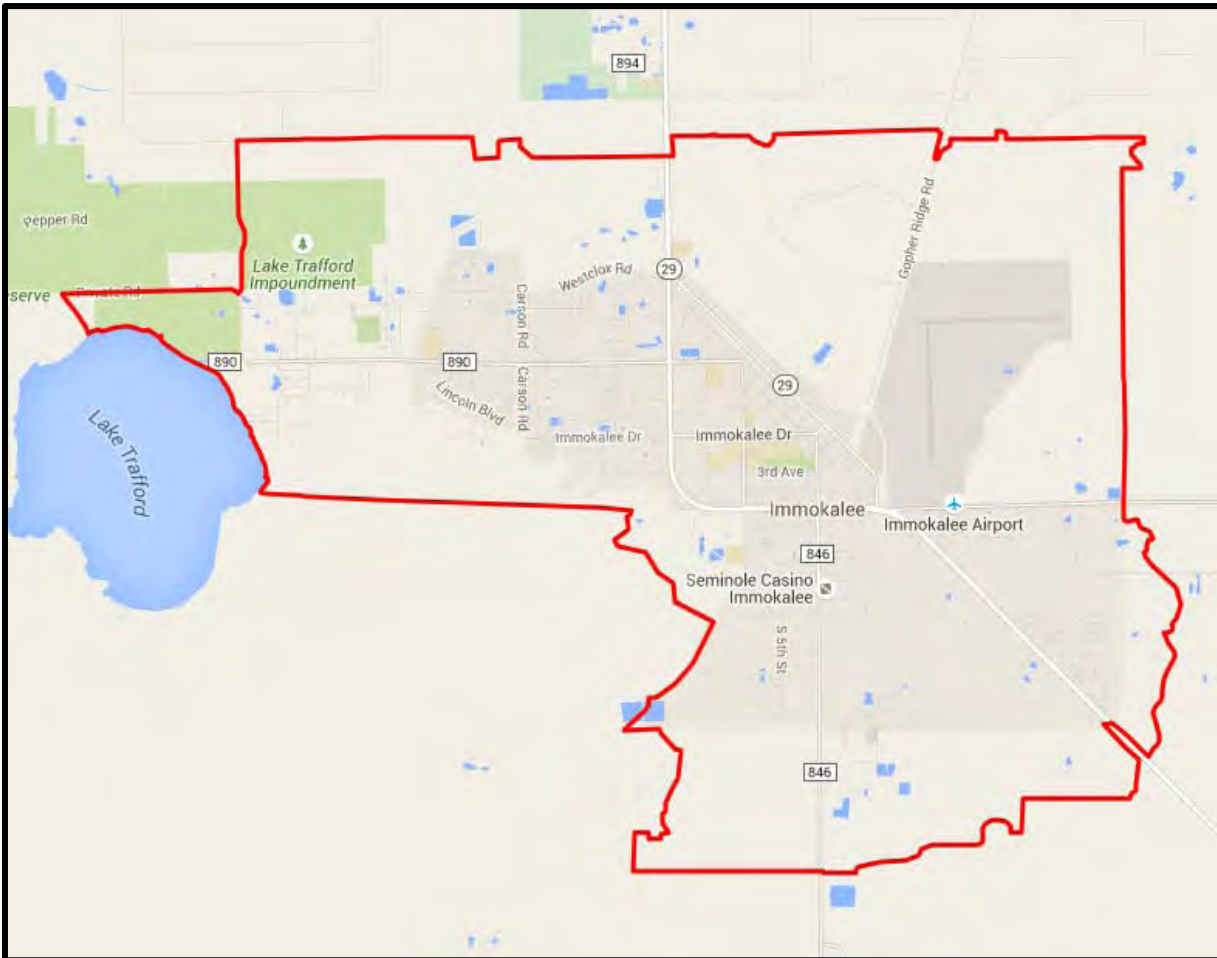 894
Pepper Rd
Gopher Ridge Rd
Lake Trafford
Impoundment
Westclox Rd
29
eserve
Private Rd
Carson Rd
890
890
29
Lincoln Blvd
Carson Rd
Lake Trafford
Immokalee Dr
Immokalee Dr
3rd Ave
Immokalee
Immokalee Airport
846
Seminole Casino
Immokalee
S 5th St
846